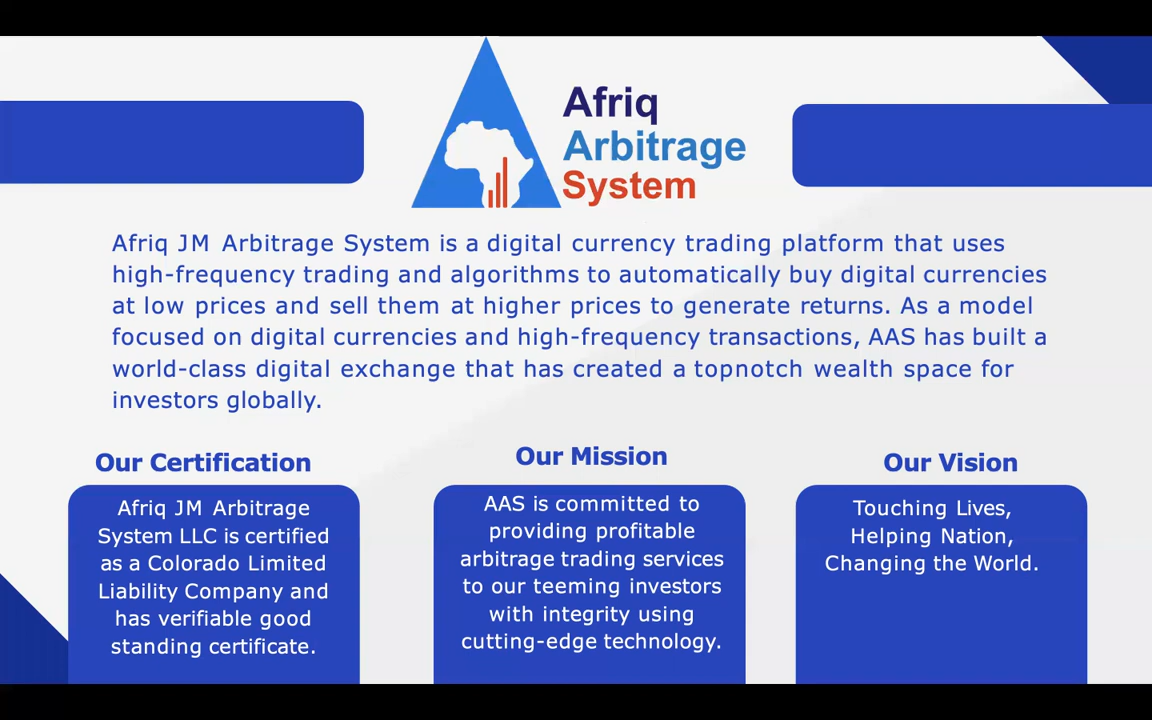 Afriq
Arbitrage
System
Afriq JM Arbitrage System is a digital currency trading platform that uses
high-frequency trading and algorithms to automatically buy digital currencies
at low prices and sell them at higher prices to generate returns. As a model
focused on digital currencies and high-frequency transactions, AAS has built a
world-class digital exchange that has created a topnotch wealth space for
investors globally.
Our Certification
Afriq JM Arbitrage
System LLC is certified
as a Colorado Limited
Liability Company and
has verifiable good
standing certificate.
Our Mission
AAS is committed to
providing profitable
arbitrage trading services
to our teeming investors
with integrity using
cutting-edge technology.
Our Vision
Touching Lives,
Helping Nation,
Changing the World.